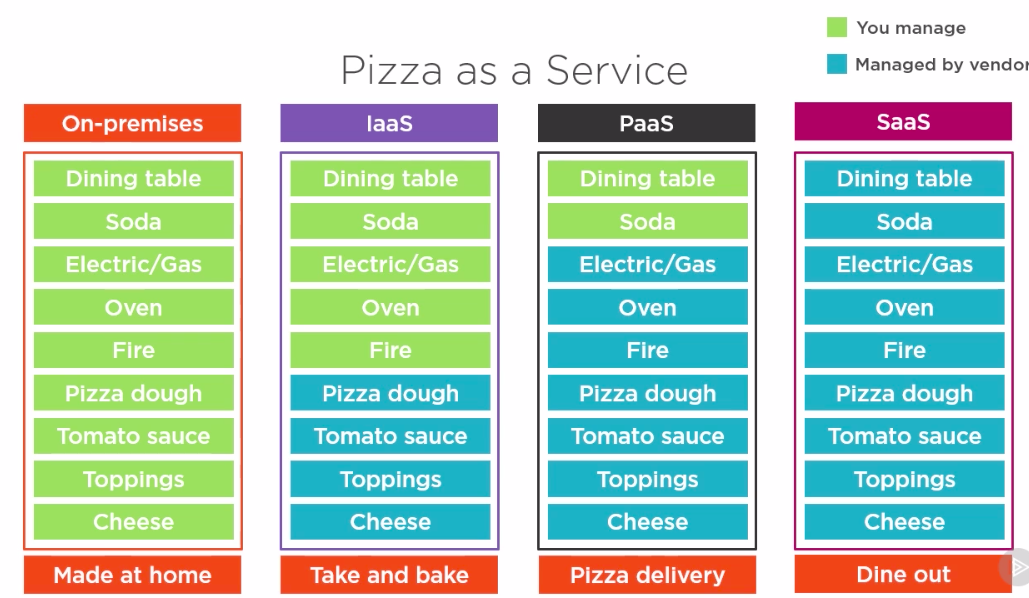 You manage
Managed by vendor
Pizza as a Service
On-premises
Dining table
Soda
Electric/Gas
Oven
Fire
Pizza dough
Tomato sauce
Toppings
Cheese
Made at home
IaaS
Dining table
Soda
Electric/Gas
Oven
Fire
Pizza dough
Tomato sauce
Toppings
Cheese
Take and bake
PaaS
Dining table
Soda
Electric/Gas
Oven
Fire
Pizza dough
Tomato sauce
Toppings
Cheese
Pizza delivery
SaaS
Dining table
Soda
Electric/Gas
Oven
Fire
Pizza dough
Tomato sauce
Toppings
Cheese
Dine out